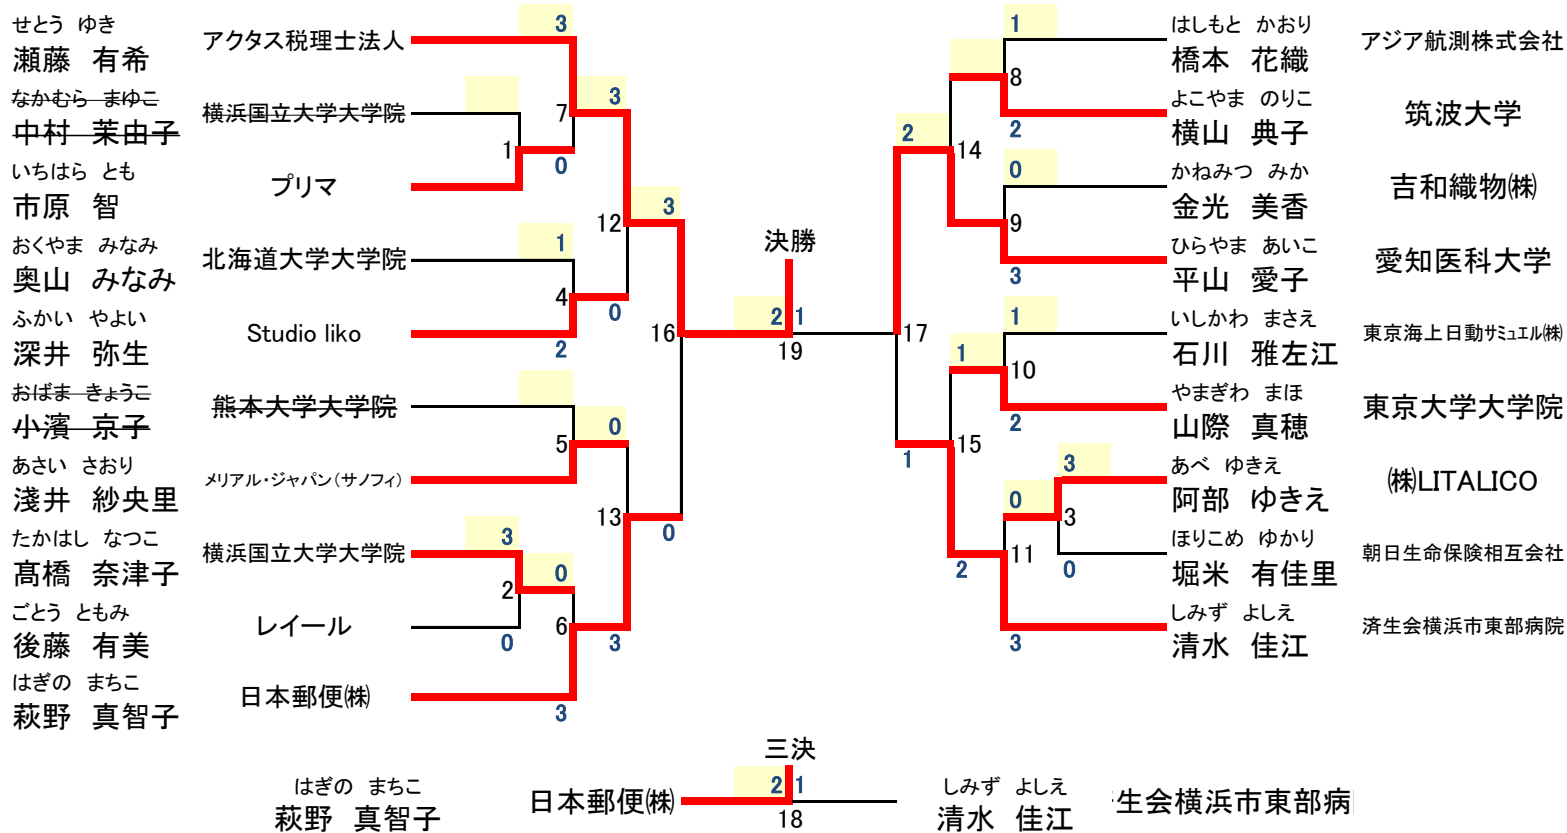 せとう ゆき
瀬藤 有希
アクタス税理士法人
3
なかむら まゆこ
中村 茉由子
横浜国立大学大学院
1
いちはら とも
市原 智
プリマ
7
3
0
おくやま みなみ
奥山 みなみ
北海道大学大学院
1
4
ふかい やよい
深井 弥生
Studio liko
2
12
0
3
おばま きょうこ
小濱 京子
熊本大学大学院
5
0
あさい さおり
淺井 紗央里
メリアル・ジャパン(サノフィ)
13
0
16
たかはし なつこ
髙橋 奈津子
横浜国立大学大学院
3
2
0
ごとう ともみ
後藤 有美
レイール
0
6
3
はぎの まちこ
萩野 真智子
日本郵便㈱
3
決勝
2 1
19
はしもと かおり
橋本 花織
アジア航測株式会社
1
8
よこやま のりこ
横山 典子
筑波大学
2
2
14
かねみつ みか
金光 美香
吉和織物㈱
0
9
ひらやま あいこ
平山 愛子
愛知医科大学
3
17
いしかわ まさえ
石川 雅左江
東京海上日動サミュエル㈱
1
1
10
やまぎわ まほ
山際 真穂
東京大学大学院
2
15
1
あべ ゆきえ
阿部 ゆきえ
㈱LITALICO
3
0
3
ほりこめ ゆかり
堀米 有佳里
朝日生命保険相互会社
0
11
2
しみず よしえ
清水 佳江
済生会横浜市東部病院
3
三決
はぎの まちこ
萩野 真智子
日本郵便㈱
2 1
18
しみず よしえ
清水 佳江
生会横浜市東部病